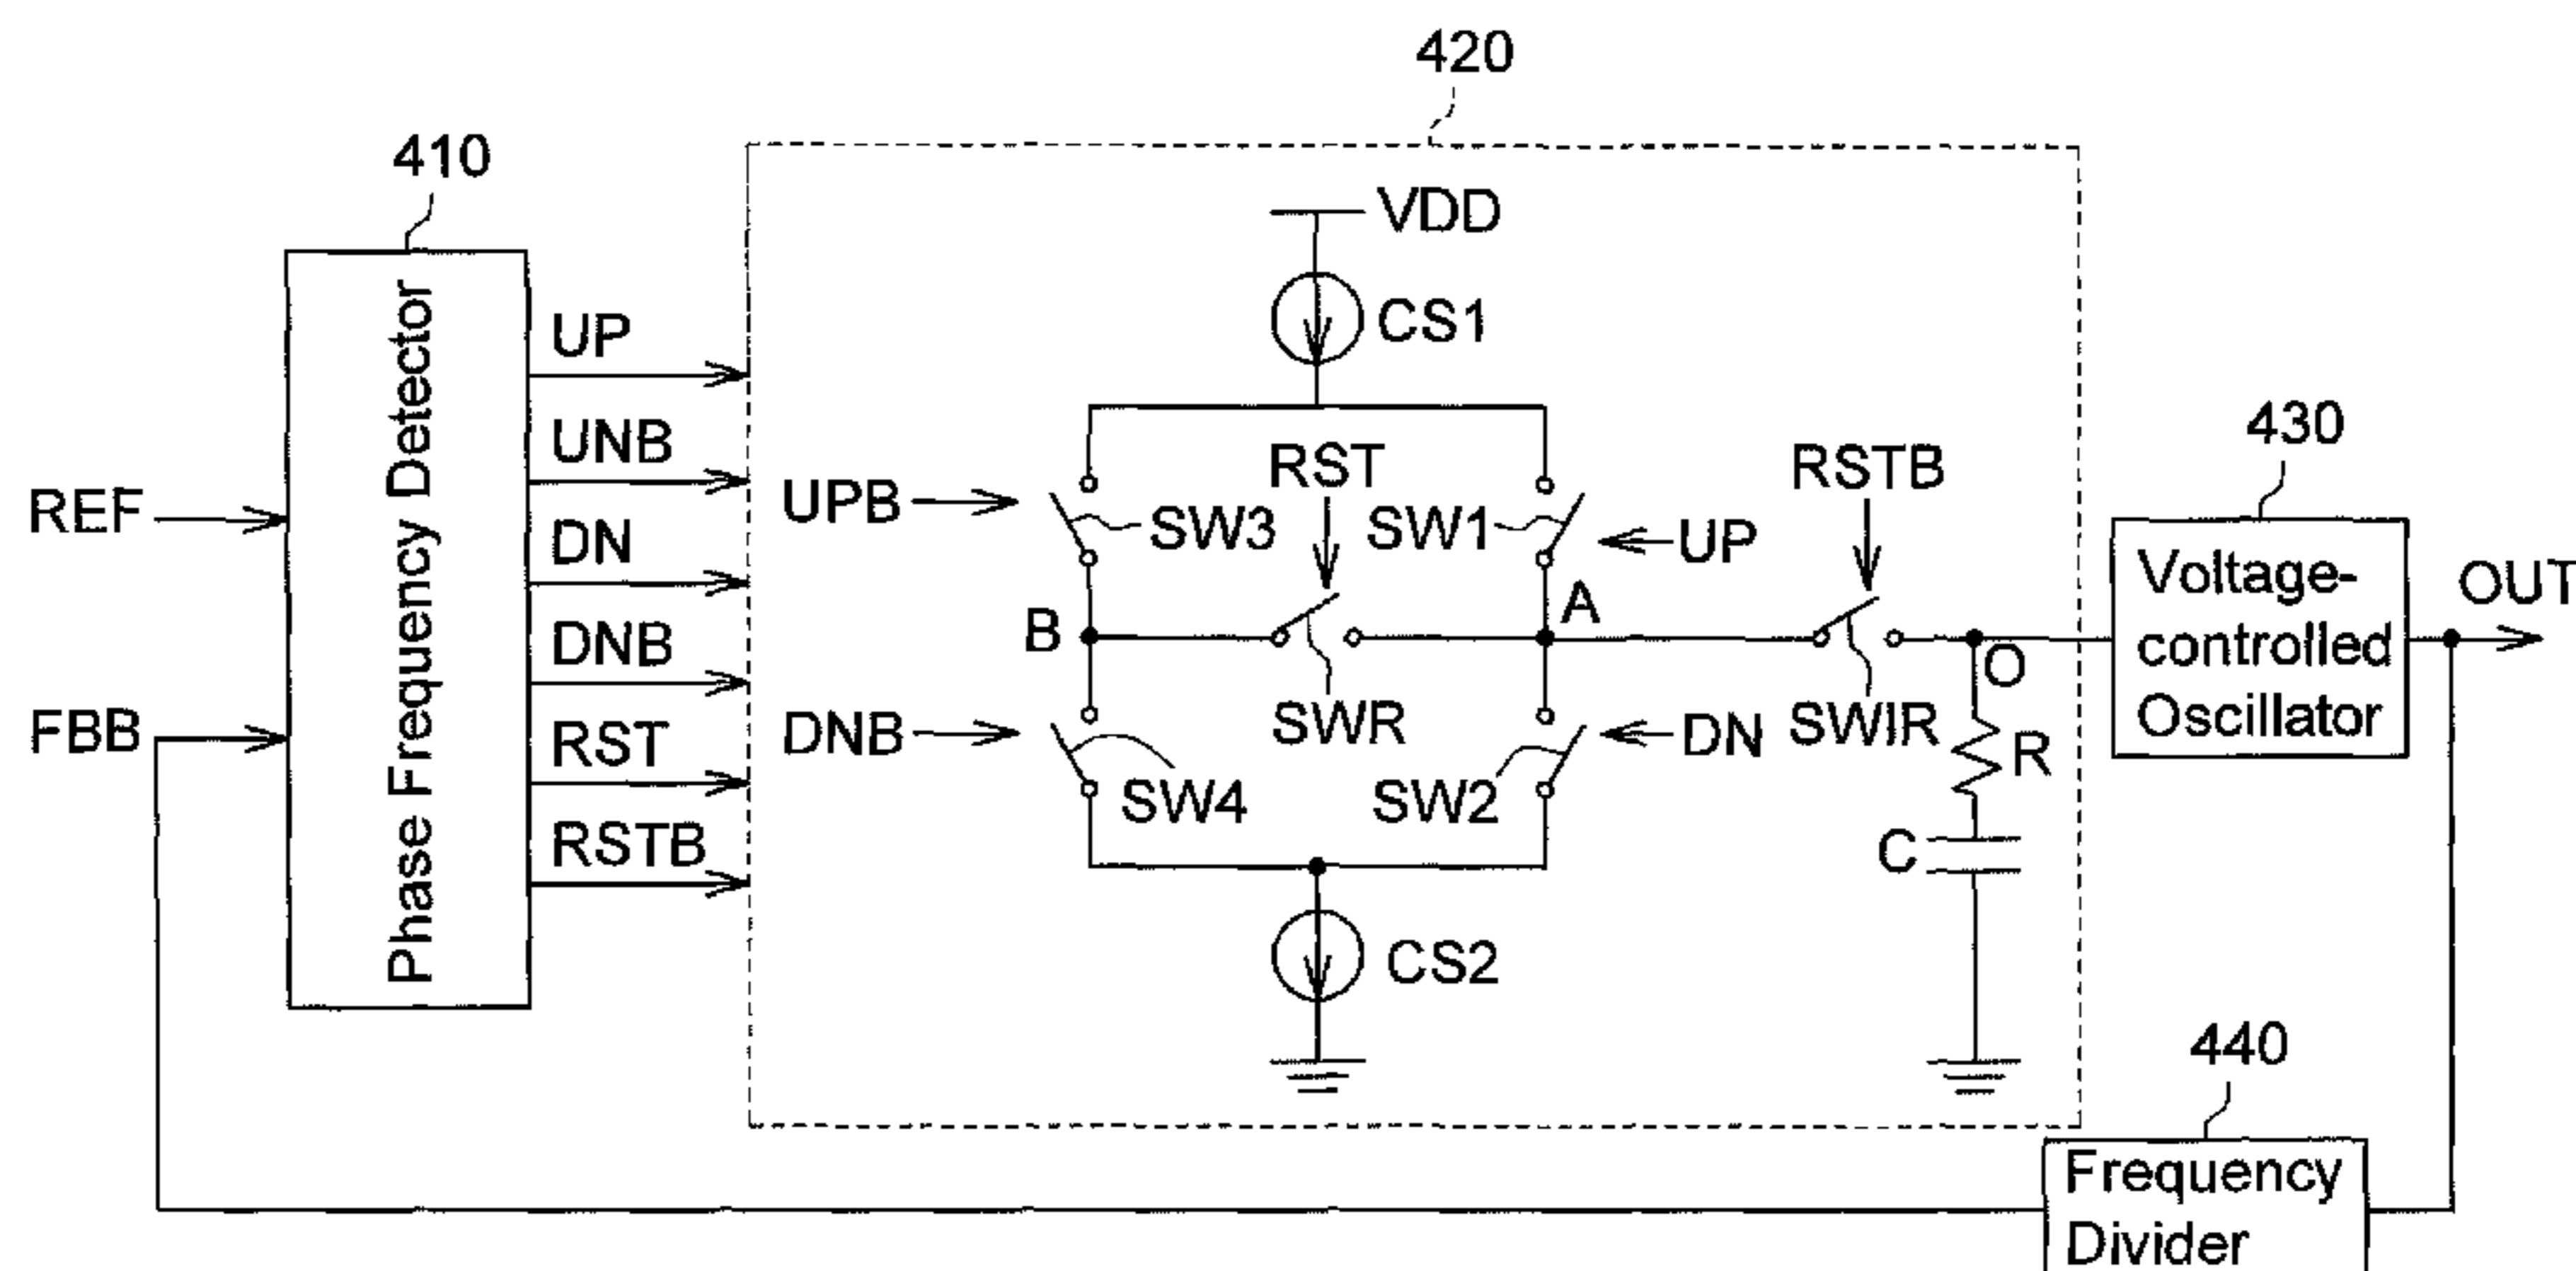 420
410
VDD
CS1
UP
UNB
DN
DNB
RST
RSTB
Phase Frequency Detector
REF
FBB
UPB
SW3
RST
SW1
UP
RSTB
430
B
A
O
Voltage-
controlled
Oscillator
OUT
DNB
SW4
SWR
SW2
DN
SWIR
R
C
CS2
440
Frequency
Divider